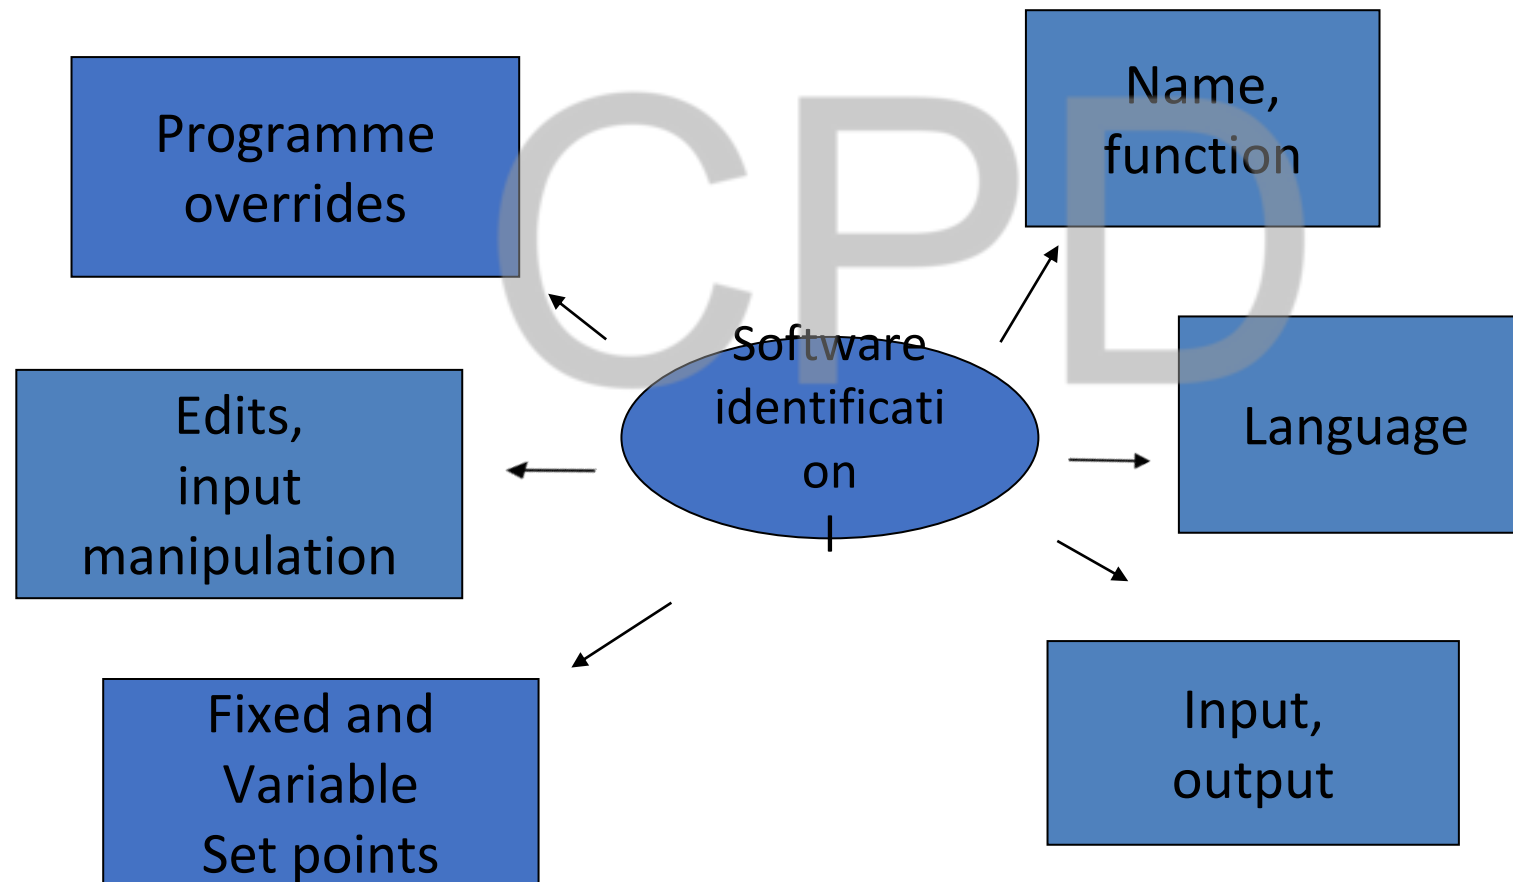 CPD
Programme
overrides
Name,
function
Software
identificati
on
l
Language
Edits,
input
manipulation
Fixed and
Variable
Set points
Input,
output